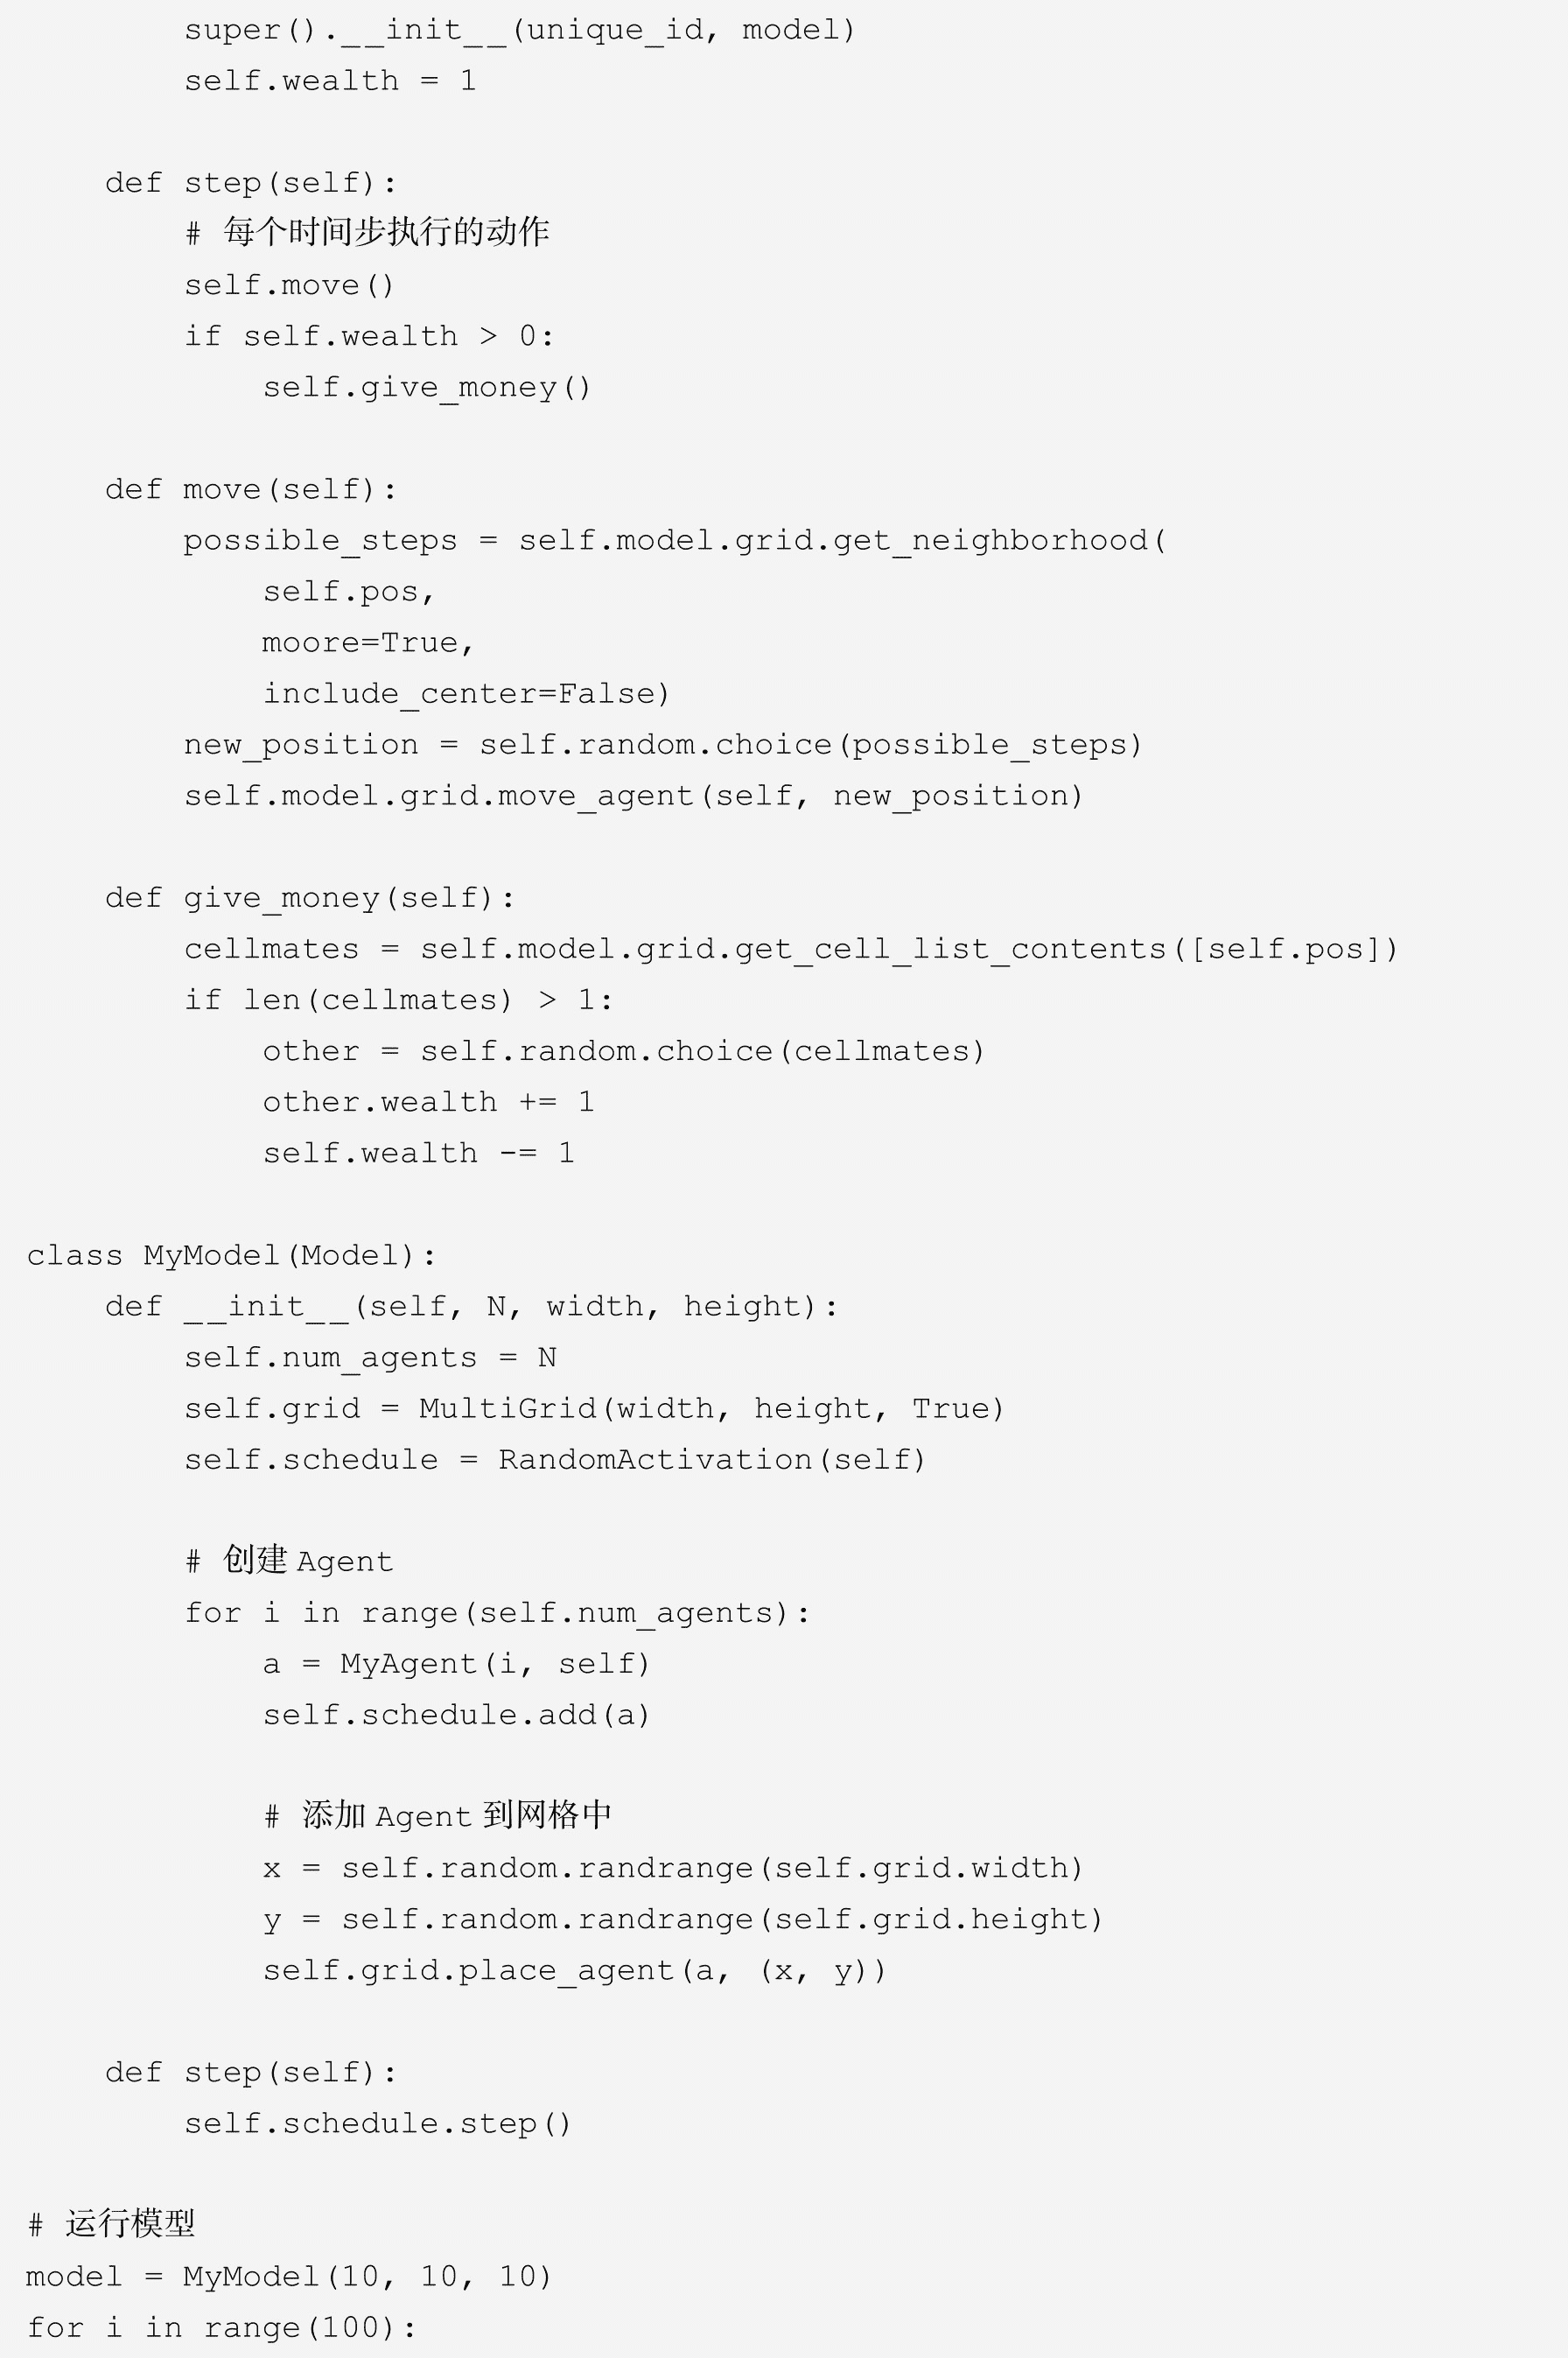 super().__init__(unique_id, model)
        self.wealth = 1

    def step(self):
        # 每个时间步执行的动作
        self.move()
        if self.wealth > 0:
            self.give_money()

    def move(self):
        possible_steps = self.model.grid.get_neighborhood(
            self.pos,
            moore=True,
            include_center=False)
        new_position = self.random.choice(possible_steps)
        self.model.grid.move_agent(self, new_position)

    def give_money(self):
        cellmates = self.model.grid.get_cell_list_contents([self.pos])
        if len(cellmates) > 1:
            other = self.random.choice(cellmates)
            other.wealth += 1
            self.wealth -= 1

class MyModel(Model):
    def __init__(self, N, width, height):
        self.num_agents = N
        self.grid = MultiGrid(width, height, True)
        self.schedule = RandomActivation(self)

        # 创建 Agent
        for i in range(self.num_agents):
            a = MyAgent(i, self)
            self.schedule.add(a)

            # 添加 Agent 到网格中
            x = self.random.randrange(self.grid.width)
            y = self.random.randrange(self.grid.height)
            self.grid.place_agent(a, (x, y))

    def step(self):
        self.schedule.step()

# 运行模型
model = MyModel(10, 10, 10)
for i in range(100):